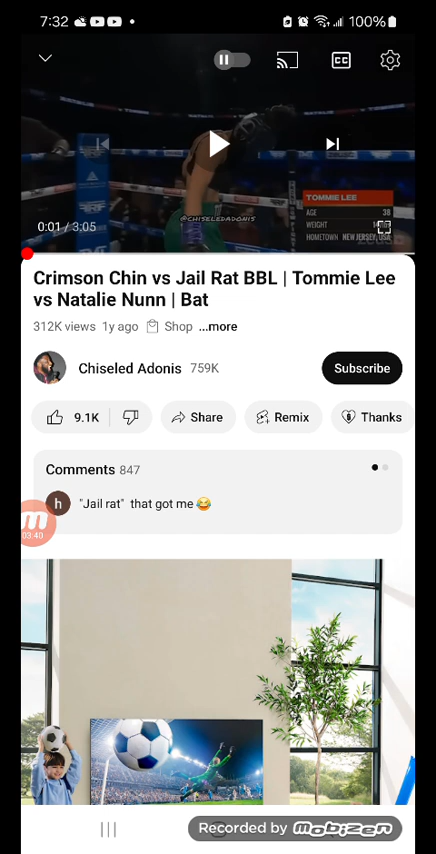 7:32
100%
CC
TOMMIE LEE
AGE 38
WEIGHT
HOMETOWN NEW JERSEY, USA
@CHISELEDADONIS
0:01 / 3:05
Crimson Chin vs Jail Rat BBL | Tommie Lee
vs Natalie Nunn | Bat
312K views 1y ago Shop ...more
Chiseled Adonis 759K
Subscribe
9.1K
Share
Remix
Thanks
Comments 847
h
"Jail rat" that got me 😂
03:40
Recorded by MOBIZEN